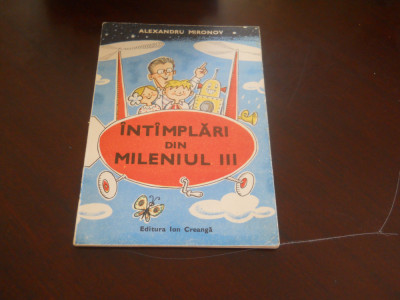 ALEXANDRU MIRONOV
ÎNTÎMPLĂRI
DIN
MILENIUL III
Editura Ion Creangă